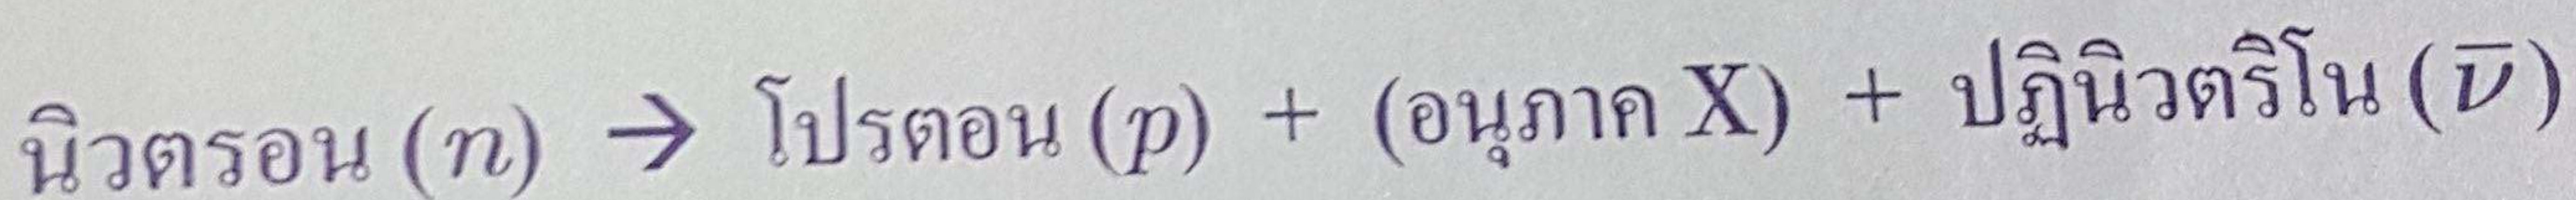 นิวตรอน (n) → โปรตอน (p) + (อนุภาค X) + ปฏินิวตริโน (ν̅)